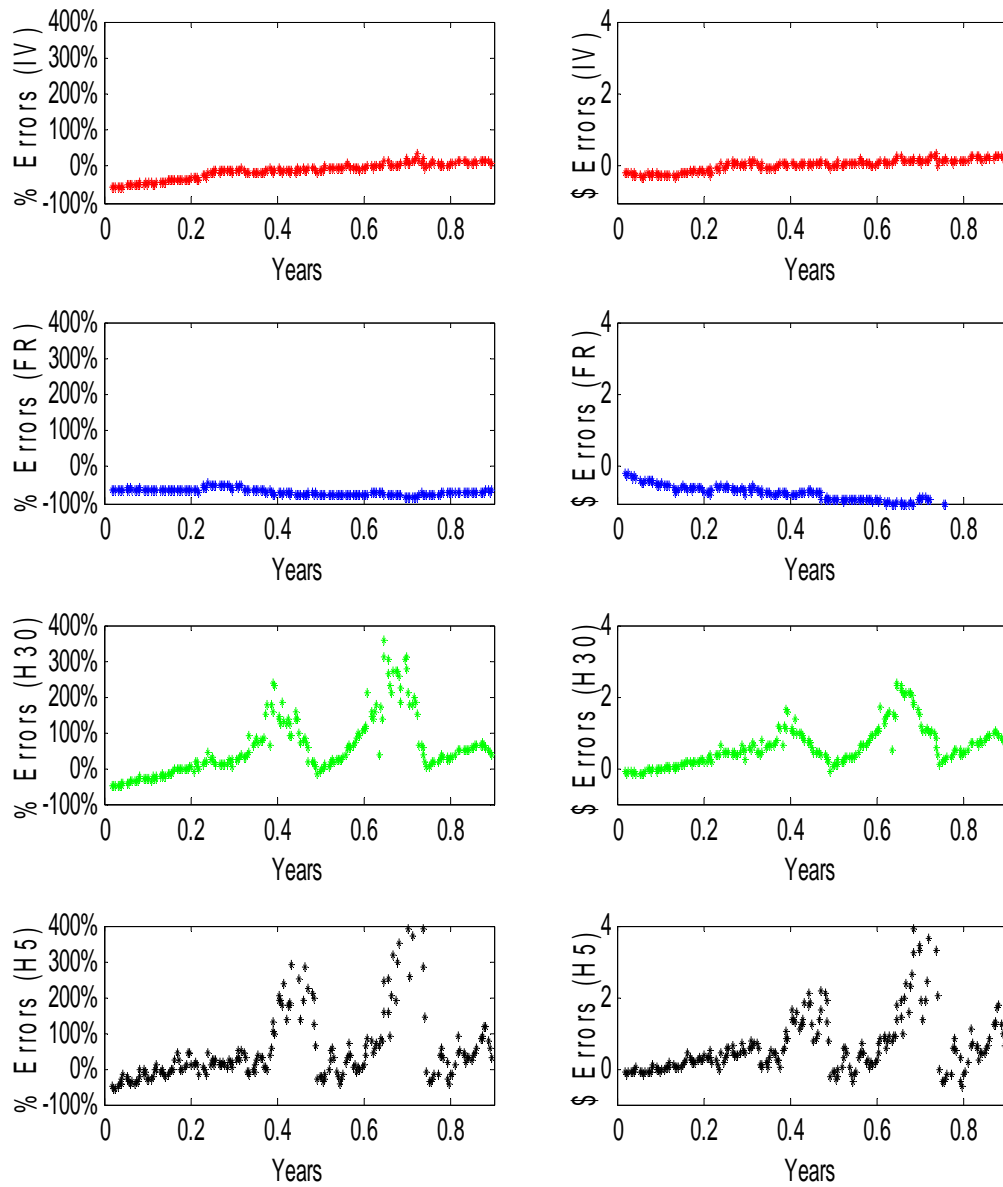 % Errors (IV)
400%
300%
200%
100%
0%
-100%
0 0.2 0.4 0.6 0.8
Years
$ Errors (IV)
4
2
0
0 0.2 0.4 0.6 0.8
Years
% Errors (FR)
400%
300%
200%
100%
0%
-100%
0 0.2 0.4 0.6 0.8
Years
$ Errors (FR)
4
2
0
0 0.2 0.4 0.6 0.8
Years
% Errors (H30)
400%
300%
200%
100%
0%
-100%
0 0.2 0.4 0.6 0.8
Years
$ Errors (H30)
4
2
0
0 0.2 0.4 0.6 0.8
Years
% Errors (H5)
400%
300%
200%
100%
0%
-100%
0 0.2 0.4 0.6 0.8
Years
$ Errors (H5)
4
2
0
0 0.2 0.4 0.6 0.8
Years